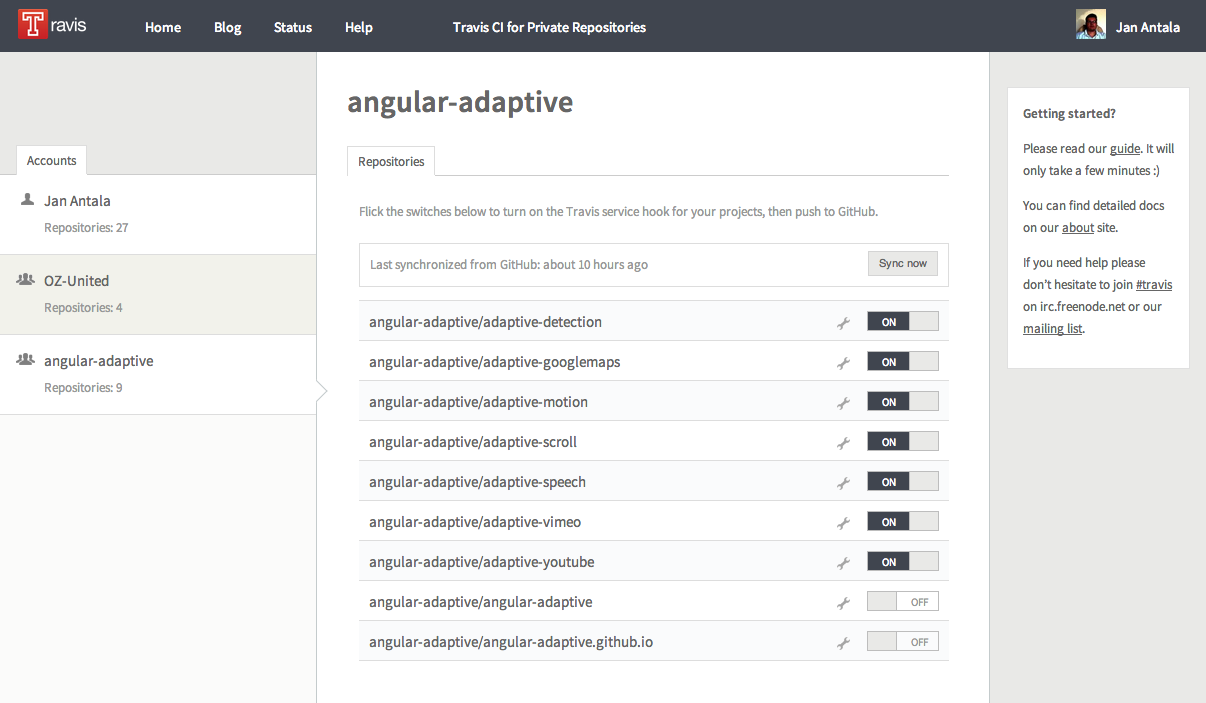 Travis
Home
Blog
Status
Help
Travis CI for Private Repositories
Jan Antala
Accounts
Jan Antala
Repositories: 27
OZ-United
Repositories: 4
angular-adaptive
Repositories: 9
angular-adaptive
Repositories
Flick the switches below to turn on the Travis service hook for your projects, then push to GitHub.
Last synchronized from GitHub: about 10 hours ago
Sync now
angular-adaptive/adaptive-detection
ON
angular-adaptive/adaptive-googlemaps
ON
angular-adaptive/adaptive-motion
ON
angular-adaptive/adaptive-scroll
ON
angular-adaptive/adaptive-speech
ON
angular-adaptive/adaptive-vimeo
ON
angular-adaptive/adaptive-youtube
ON
angular-adaptive/angular-adaptive
OFF
angular-adaptive/angular-adaptive.github.io
OFF
Getting started?
Please read our guide. It will
only take a few minutes :)
You can find detailed docs
on our about site.
If you need help please
don't hesitate to join #travis
on irc.freenode.net or our
mailing list.